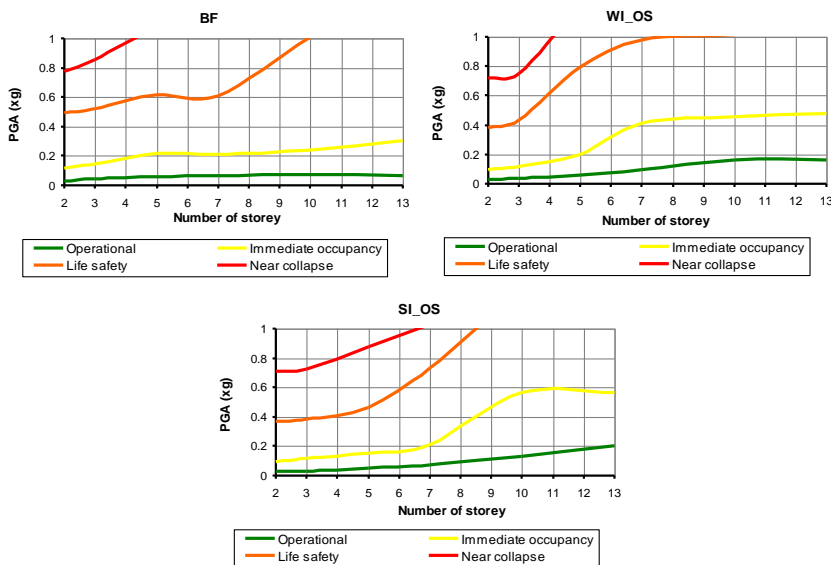 BF
PGA (xg)
1
0.8
0.6
0.4
0.2
0
2 3 4 5 6 7 8 9 10 11 12 13
Number of storey
Operational Immediate occupancy
Life safety Near collapse
WI_OS
PGA (xg)
1
0.8
0.6
0.4
0.2
0
2 3 4 5 6 7 8 9 10 11 12 13
Number of storey
Operational Immediate occupancy
Life safety Near collapse
SI_OS
PGA (xg)
1
0.8
0.6
0.4
0.2
0
2 3 4 5 6 7 8 9 10 11 12 13
Number of storey
Operational Immediate occupancy
Life safety Near collapse